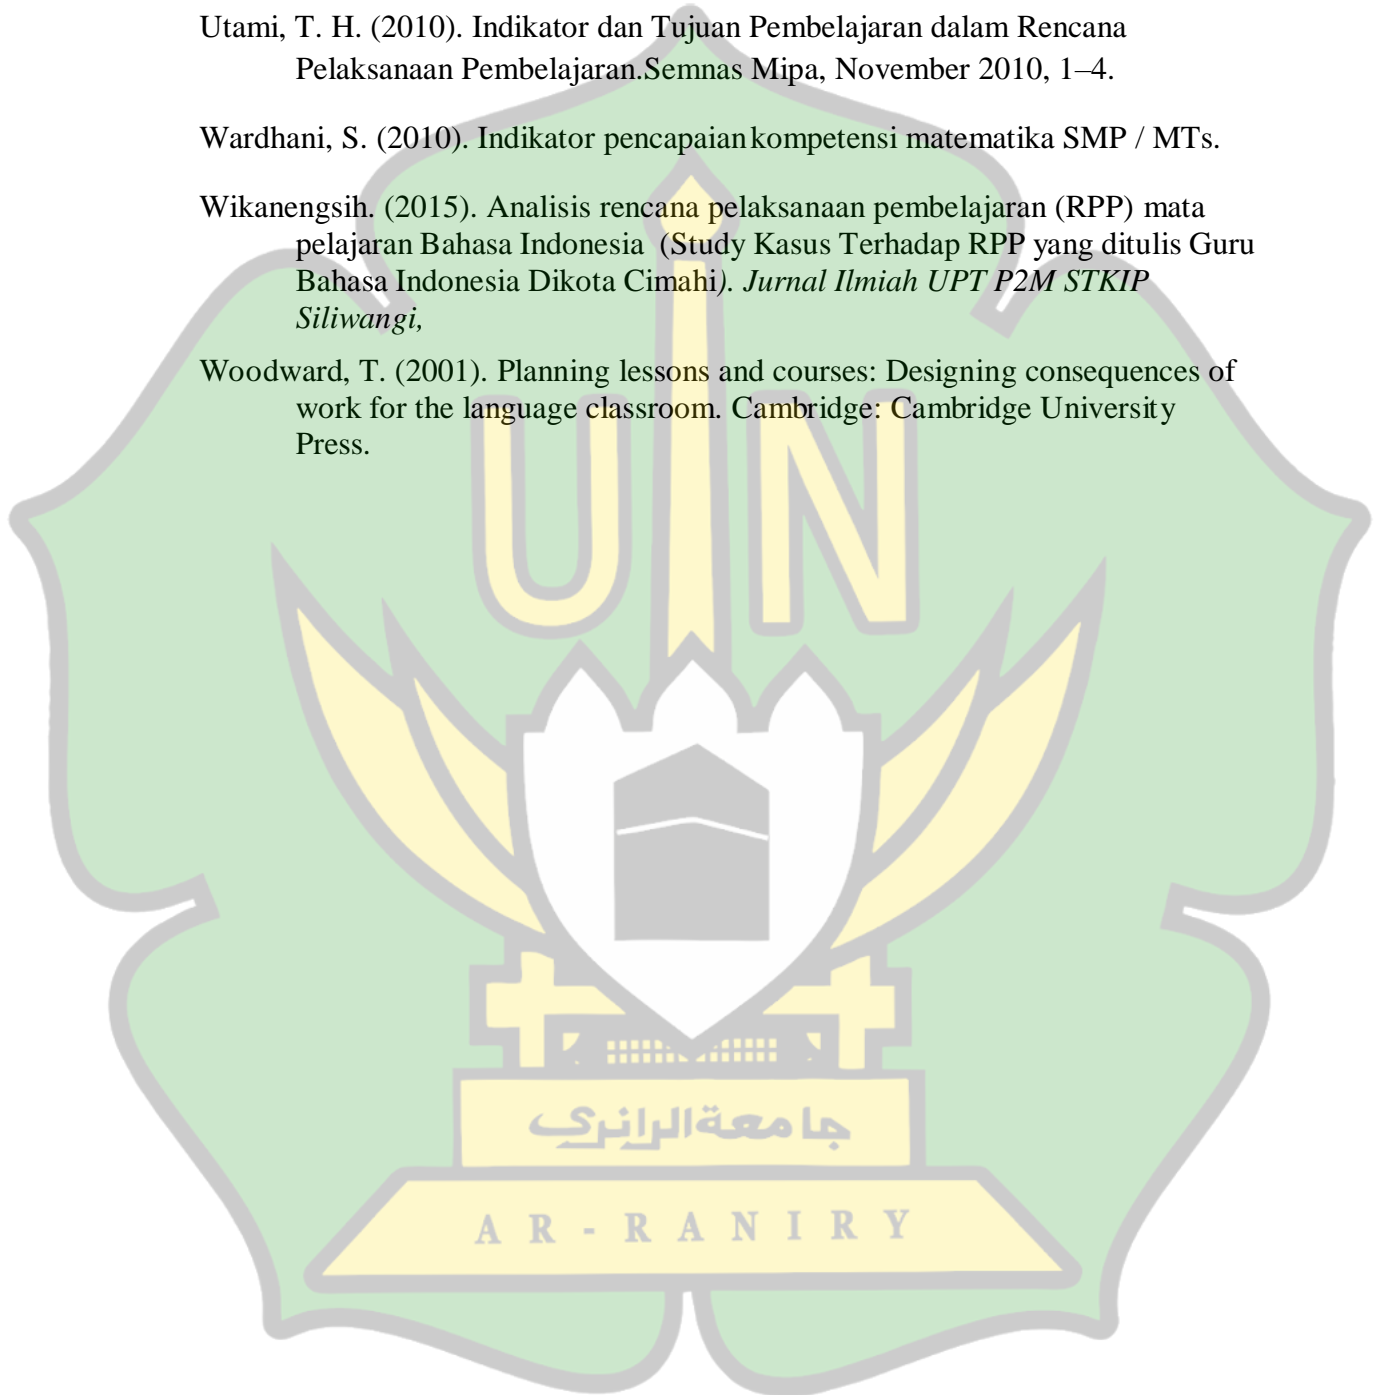 Utami, T. H. (2010). Indikator dan Tujuan Pembelajaran dalam Rencana
Pelaksanaan Pembelajaran.Semnas Mipa, November 2010, 1–4.
Wardhani, S. (2010). Indikator pencapaian kompetensi matematika SMP / MTs.
Wikanengsih. (2015). Analisis rencana pelaksanaan pembelajaran (RPP) mata
pelajaran Bahasa Indonesia (Study Kasus Terhadap RPP yang ditulis Guru
Bahasa Indonesia Dikota Cimahi). Jurnal Ilmiah UPT P2M STKIP
Siliwangi,
Woodward, T. (2001). Planning lessons and courses: Designing consequences of
work for the language classroom. Cambridge: Cambridge University
Press.
UIN
جامعةالرانري
AR-RANIRY